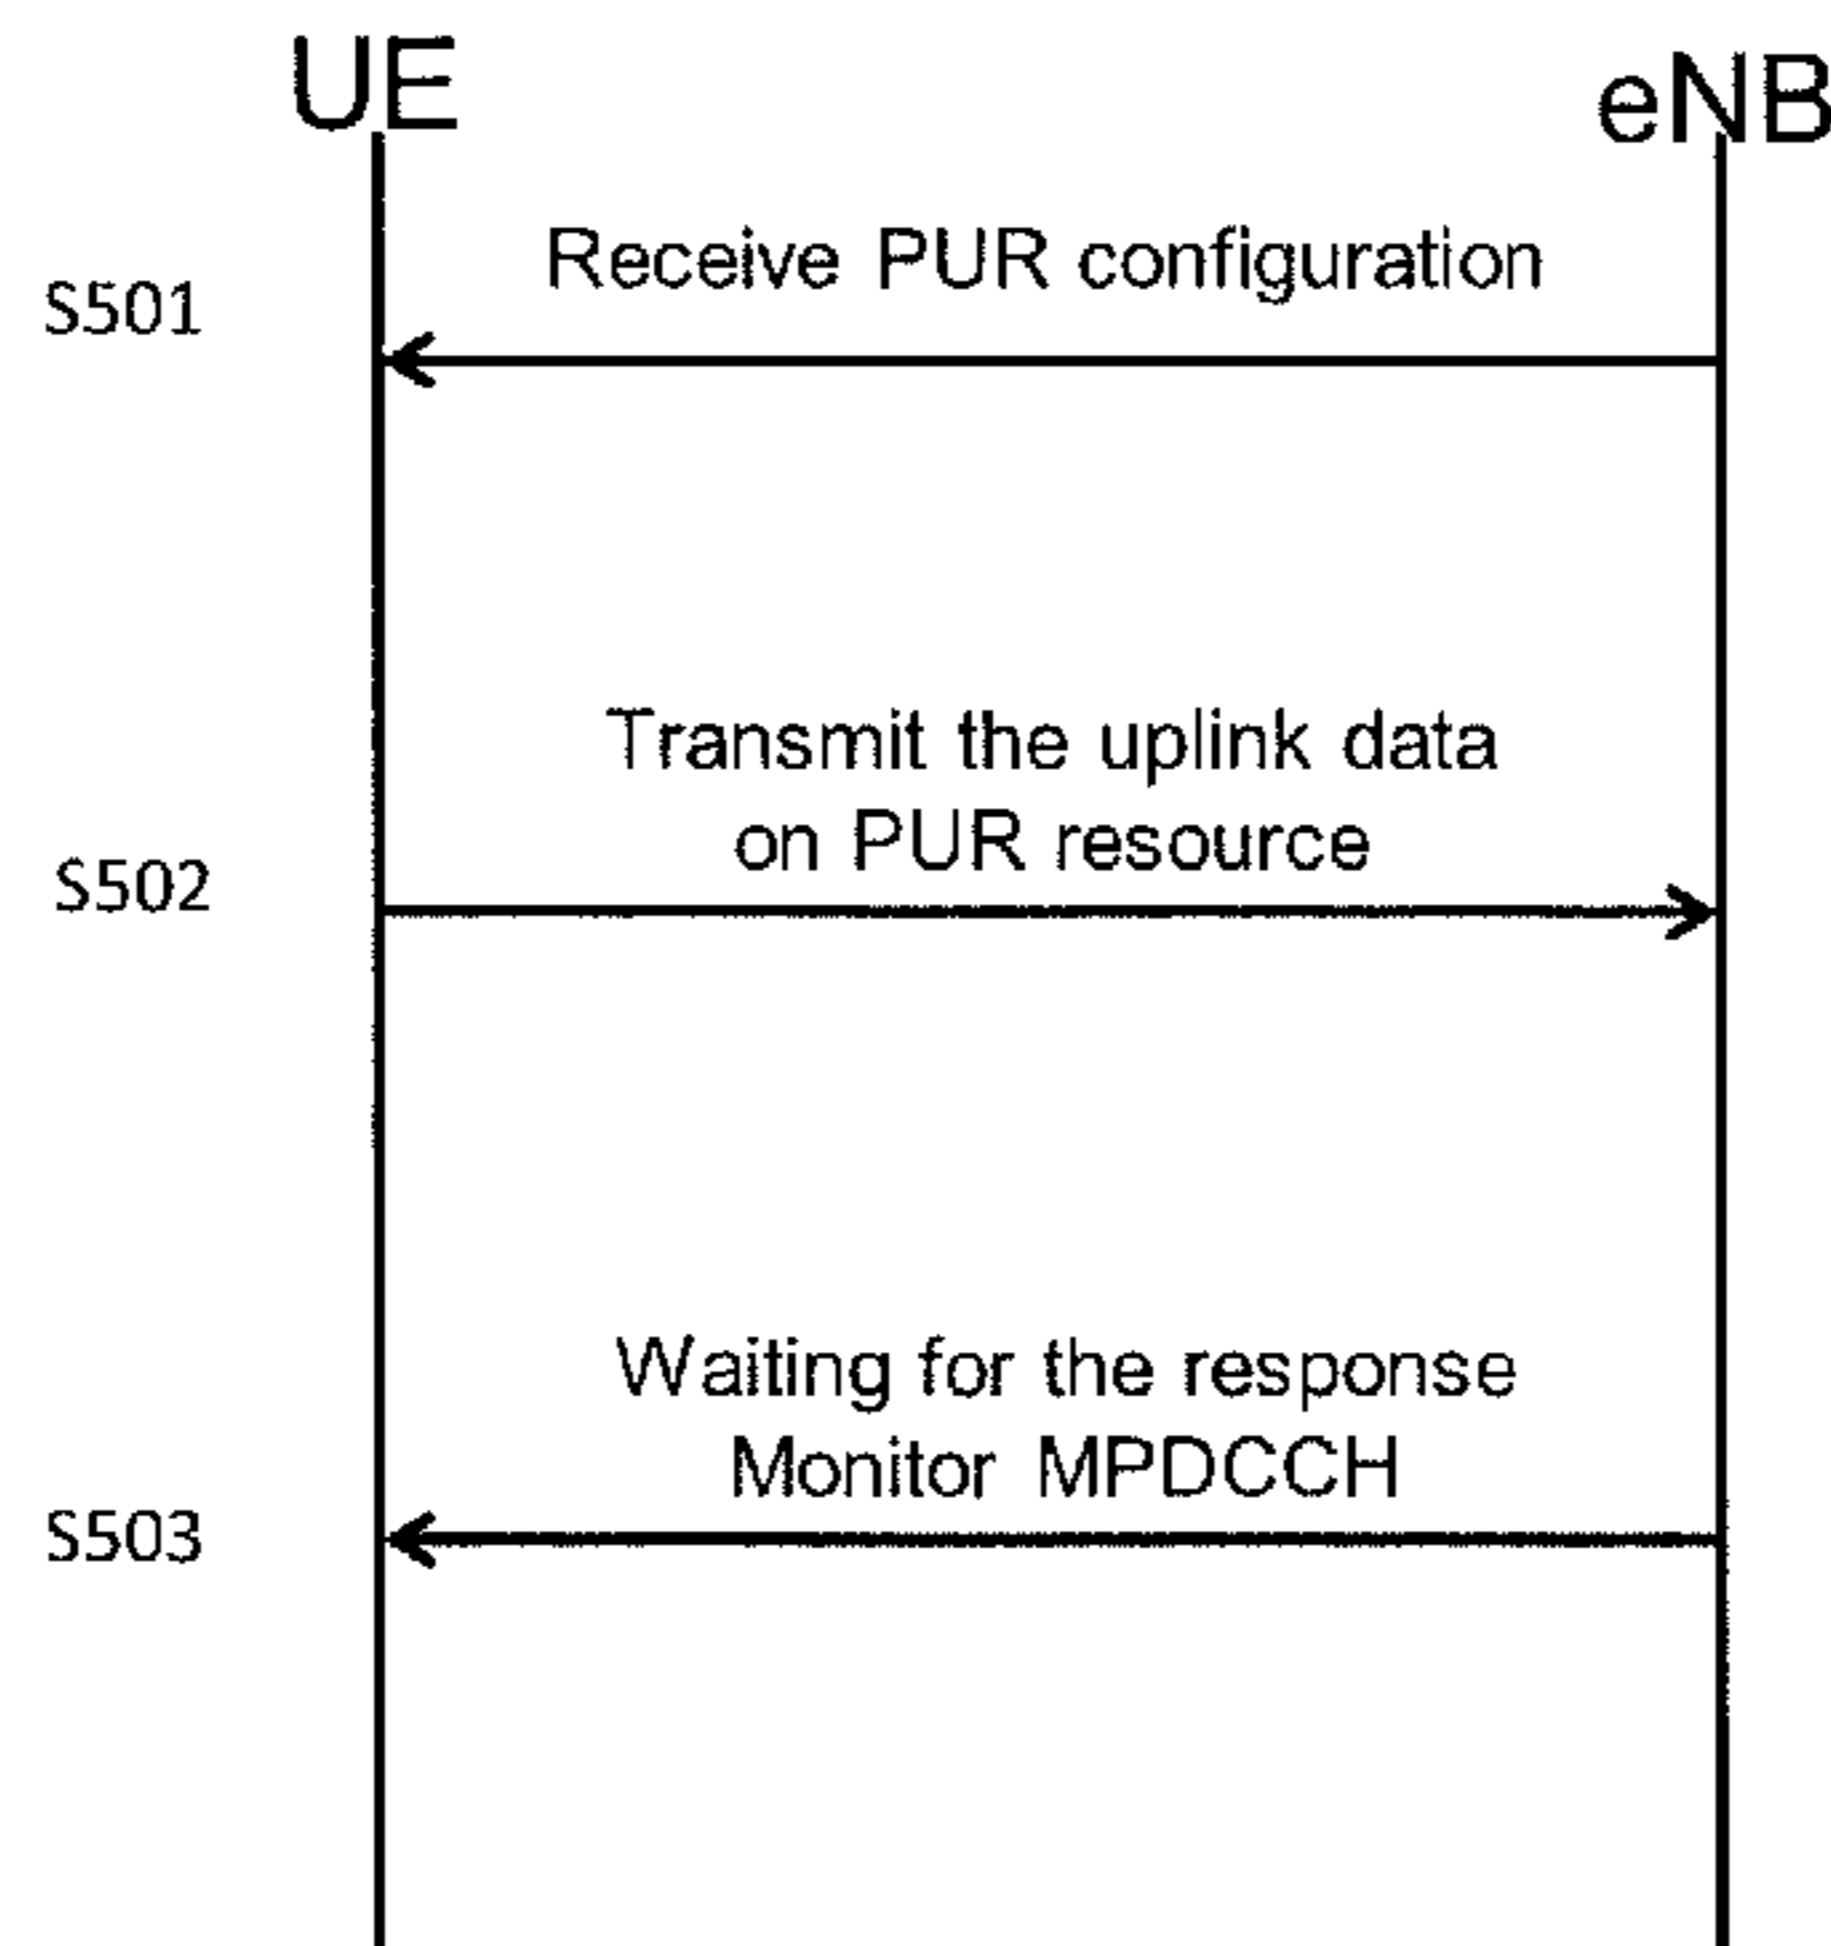 UE
eNB
Receive PUR configuration
S501
Transmit the uplink data
on PUR resource
S502
Waiting for the response
Monitor MPDCCH
S503